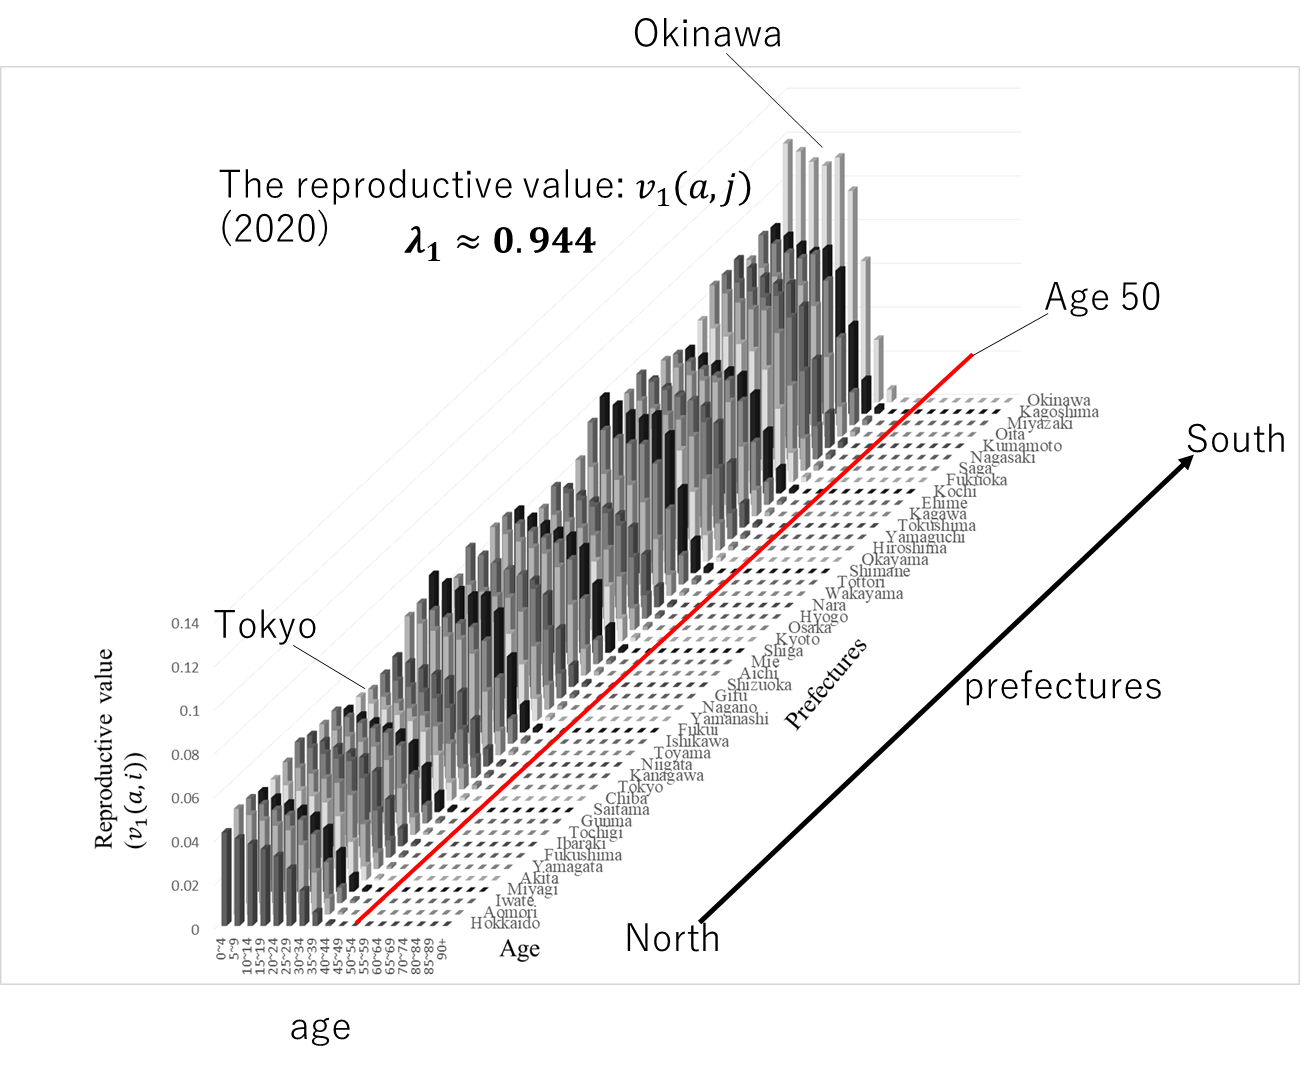 Okinawa
The reproductive value: v₁(a, j)
(2020)
λ₁ ≈ 0.944
Age 50
Tokyo
0.14
0.12
0.1
0.08
0.06
0.04
0.02
0
Reproductive value
(v₁(a, i))
Okinawa
Kagoshima
Miyazaki
Oita
Kumamoto
Nagasaki
Saga
Fukuoka
Kochi
Ehime
Kagawa
Tokushima
Yamaguchi
Hiroshima
Okayama
Shimane
Tottori
Wakayama
Nara
Hyogo
Osaka
Kyoto
Shiga
Mie
Aichi
Shizuoka
Gifu
Nagano
Yamanashi
Fukui
Ishikawa
Toyama
Niigata
Kanagawa
Tokyo
Chiba
Saitama
Gunma
Tochigi
Ibaraki
Fukushima
Yamagata
Akita
Miyagi
Iwate
Aomori
Hokkaido
Prefectures
South
prefectures
North
0~4
5~9
10~14
15~19
20~24
25~29
30~34
35~39
40~44
45~49
50~54
55~59
60~64
65~69
70~74
80~84
85~89
90+
Age
age